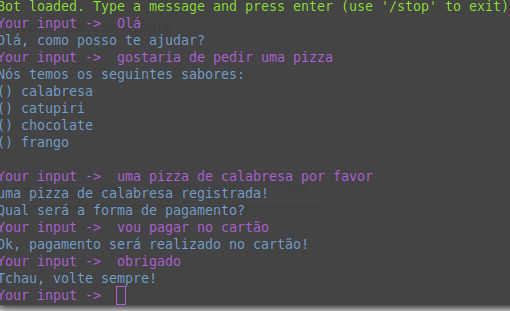 Bot loaded. Type a message and press enter (use '/stop' to exit)
Your input ->  Olá
Olá, como posso te ajudar?
Your input ->  gostaria de pedir uma pizza
Nós temos os seguintes sabores:
() calabresa
() catupiri
() chocolate
() frango
Your input ->  uma pizza de calabresa por favor
uma pizza de calabresa registrada!
Qual será a forma de pagamento?
Your input ->  vou pagar no cartão
Ok, pagamento será realizado no cartão!
Your input ->  obrigado
Tchau, volte sempre!
Your input ->